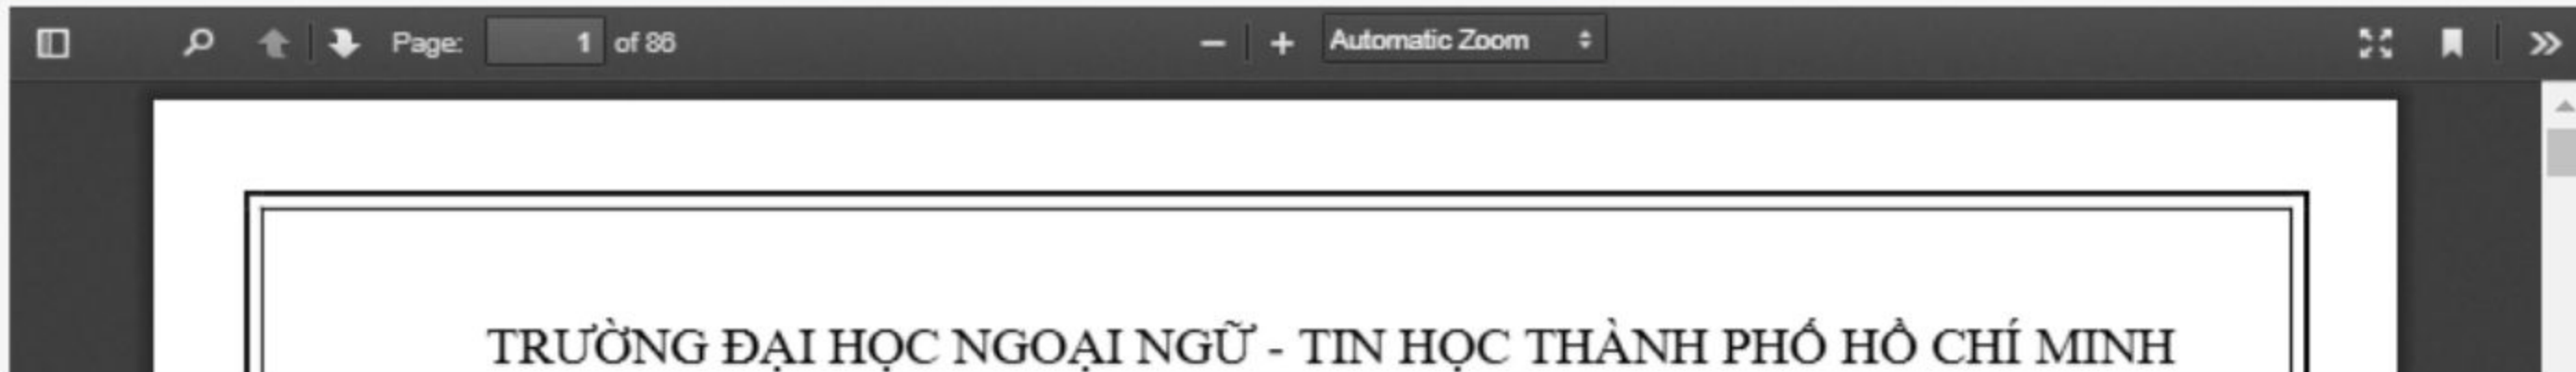 Page: 1 of 86 Automatic Zoom
TRƯỜNG ĐẠI HỌC NGOẠI NGỮ - TIN HỌC THÀNH PHỐ HỒ CHÍ MINH